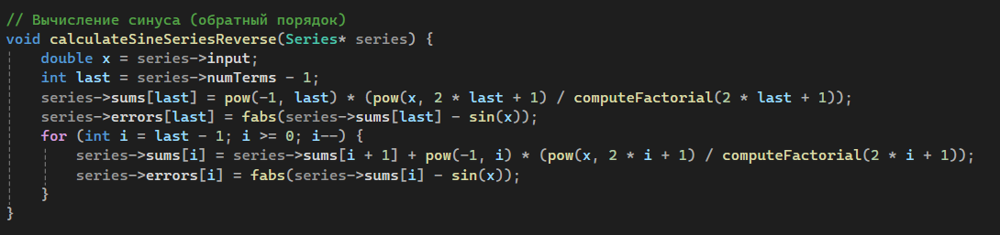 // Вычисление синуса (обратный порядок)
void calculateSineSeriesReverse(Series* series) {
    double x = series->input;
    int last = series->numTerms - 1;
    series->sums[last] = pow(-1, last) * (pow(x, 2 * last + 1) / computeFactorial(2 * last + 1));
    series->errors[last] = fabs(series->sums[last] - sin(x));
    for (int i = last - 1; i >= 0; i--) {
        series->sums[i] = series->sums[i + 1] + pow(-1, i) * (pow(x, 2 * i + 1) / computeFactorial(2 * i + 1));
        series->errors[i] = fabs(series->sums[i] - sin(x));
    }
}